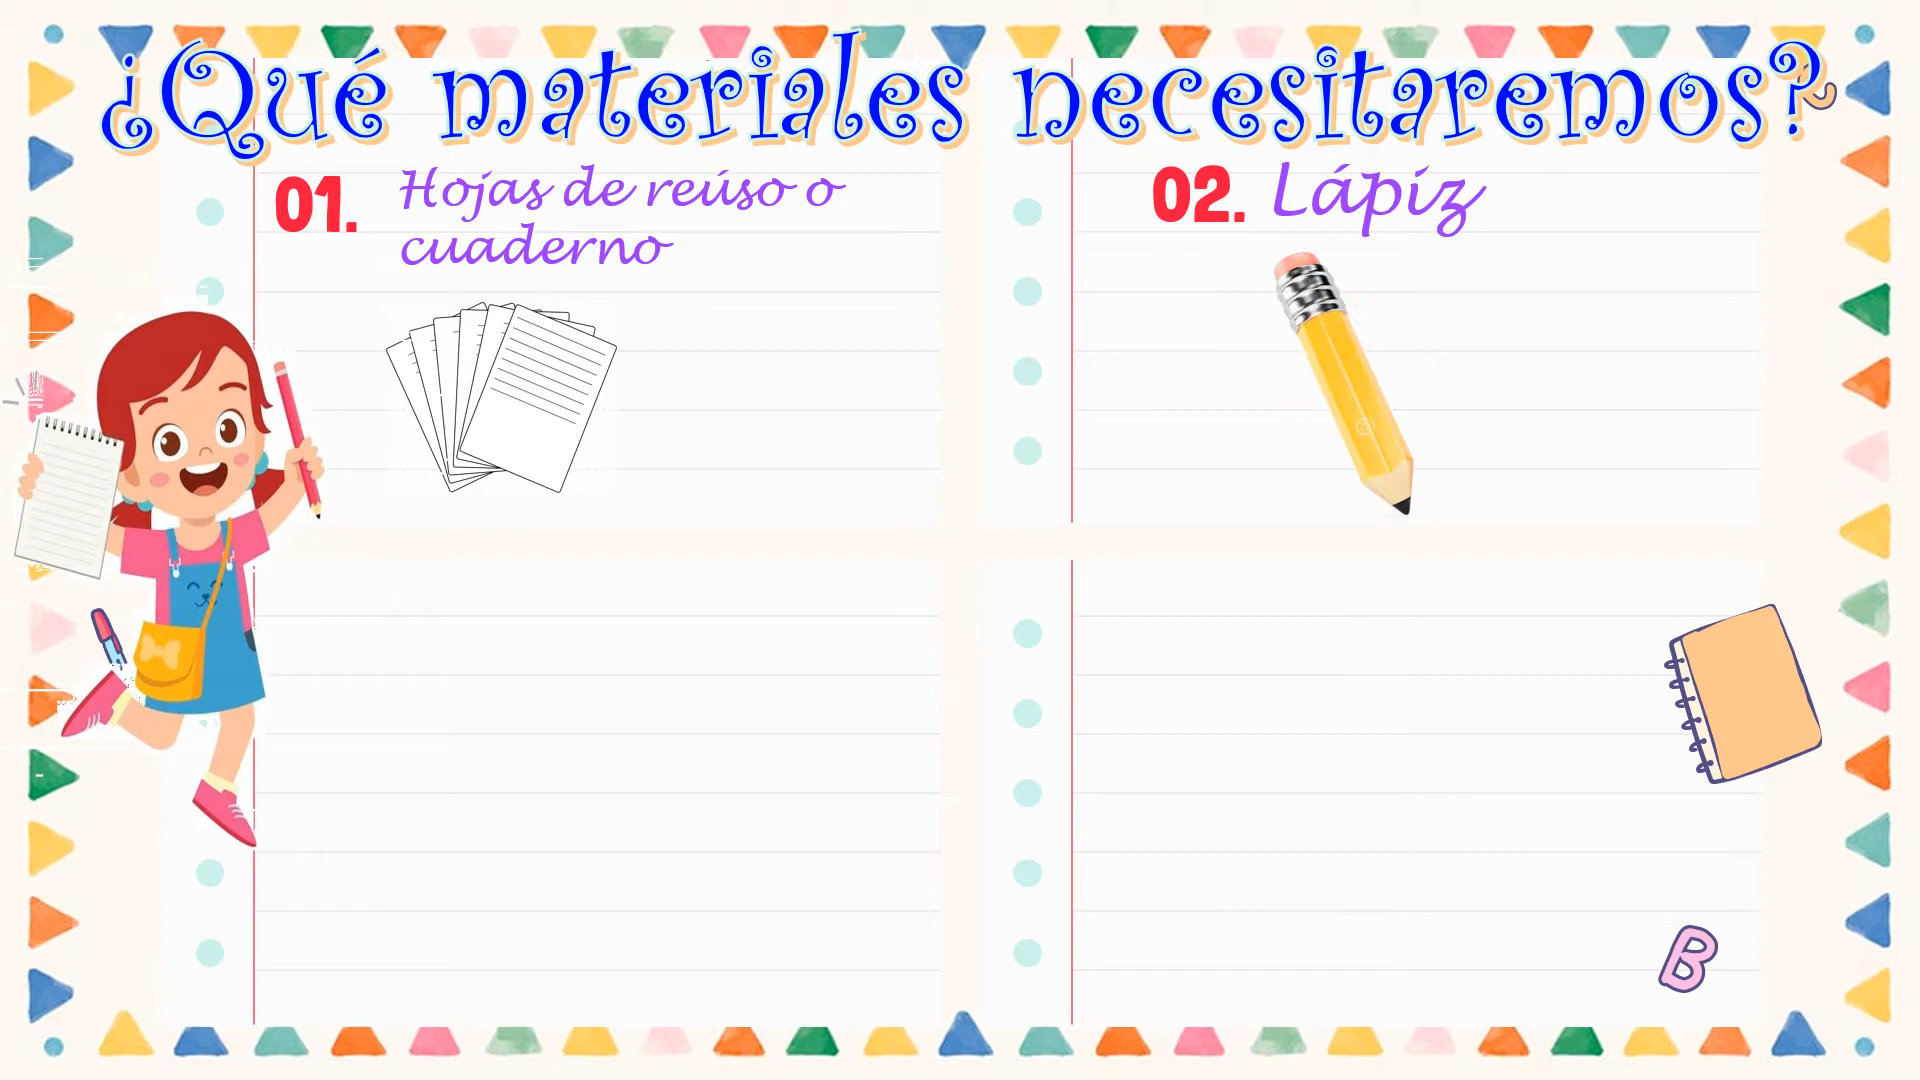 ¿Qué materiales necesitaremos?
01.
Hojas de reúso o
cuaderno
02. Lápiz
B